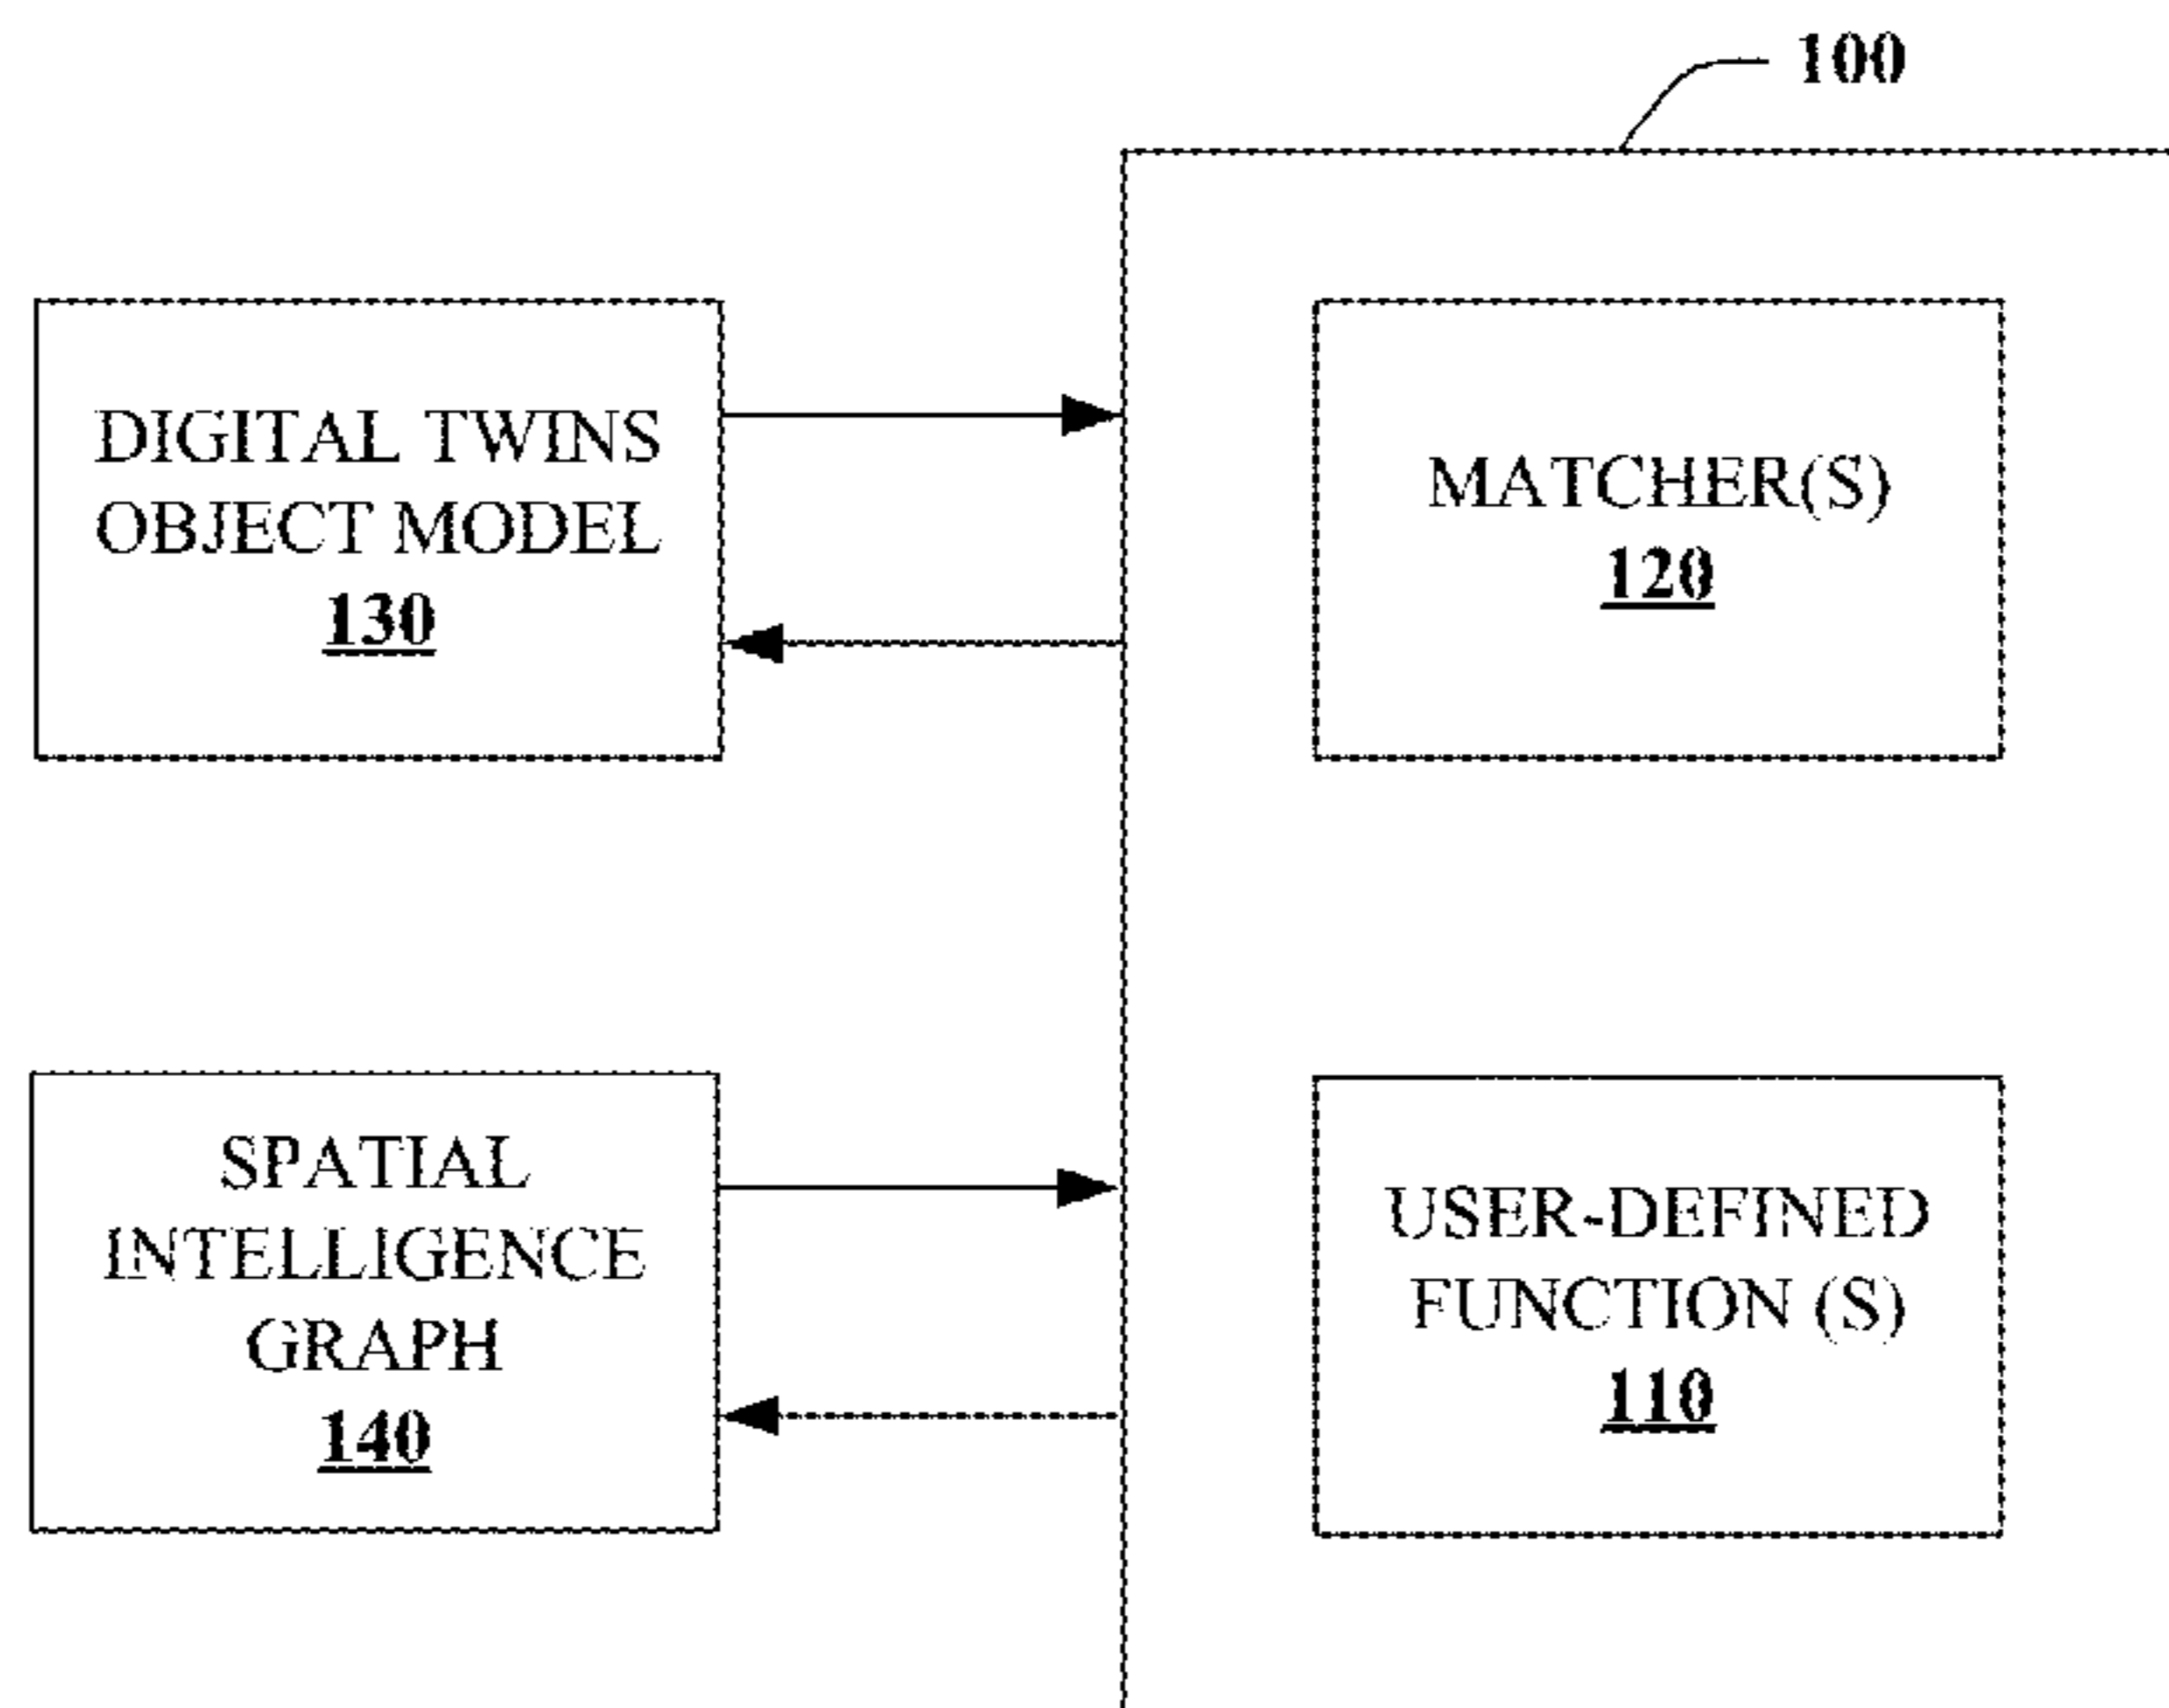 100
DIGITAL TWINS
OBJECT MODEL
130
MATCHER(S)
120
SPATIAL
INTELLIGENCE
GRAPH
140
USER-DEFINED
FUNCTION (S)
110